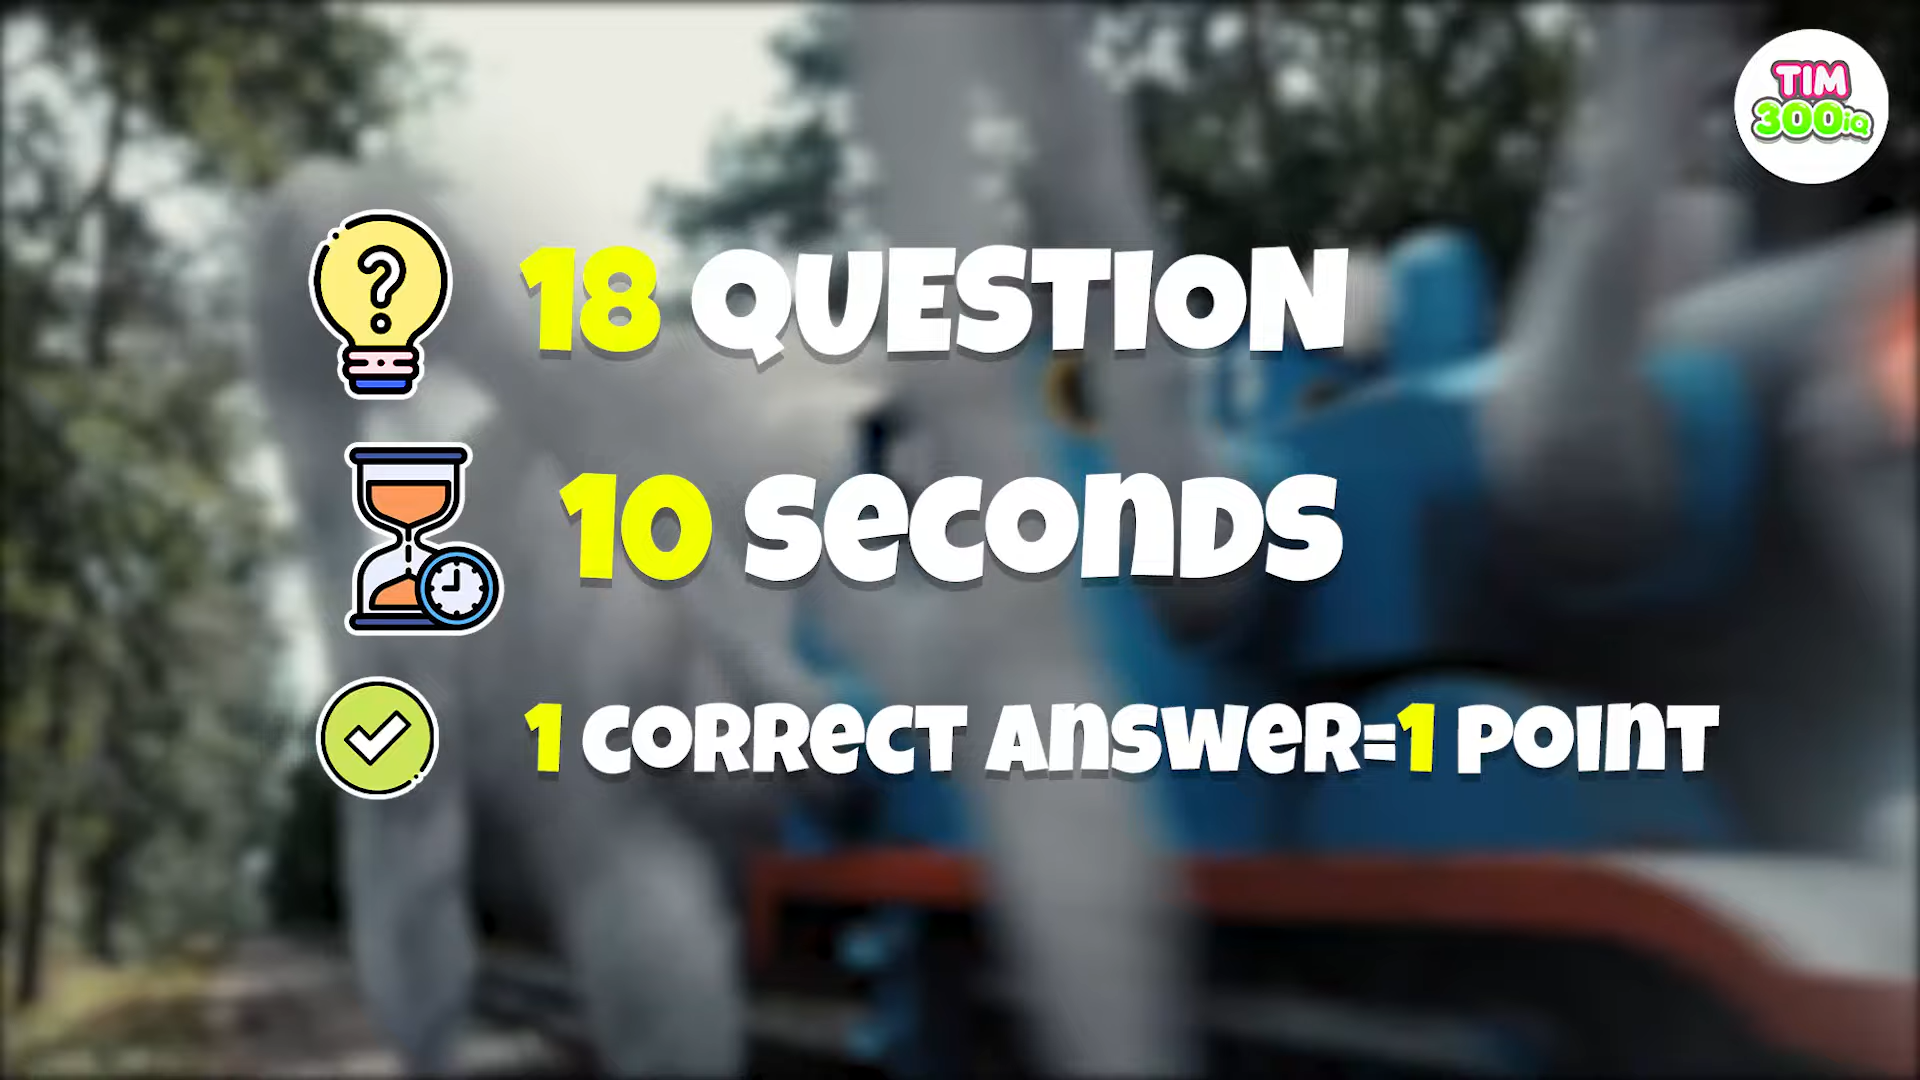 TIM
300iQ
?
18 QUESTION
10 SECONDS
1 CORRECT ANSWER=1 POINT